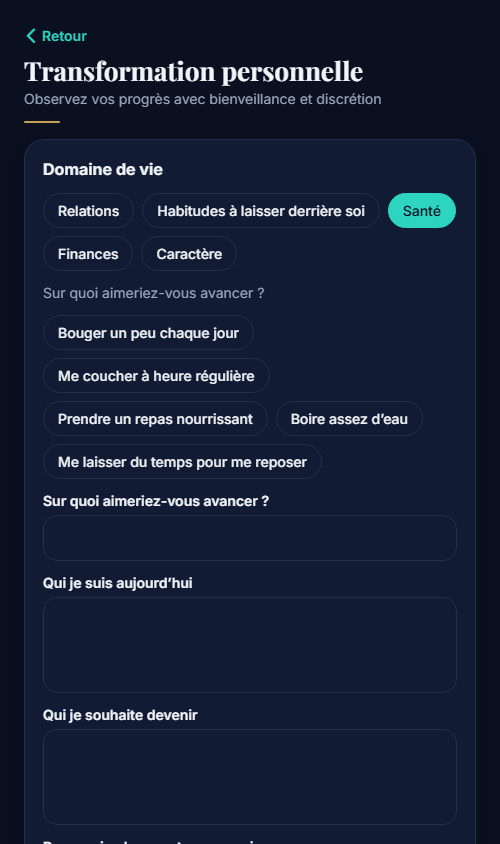 Retour
Transformation personnelle
Observez vos progrès avec bienveillance et discrétion
Domaine de vie
Relations
Habitudes à laisser derrière soi
Santé
Finances
Caractère
Sur quoi aimeriez-vous avancer ?
Bouger un peu chaque jour
Me coucher à heure régulière
Prendre un repas nourrissant
Boire assez d’eau
Me laisser du temps pour me reposer
Sur quoi aimeriez-vous avancer ?
Qui je suis aujourd’hui
Qui je souhaite devenir